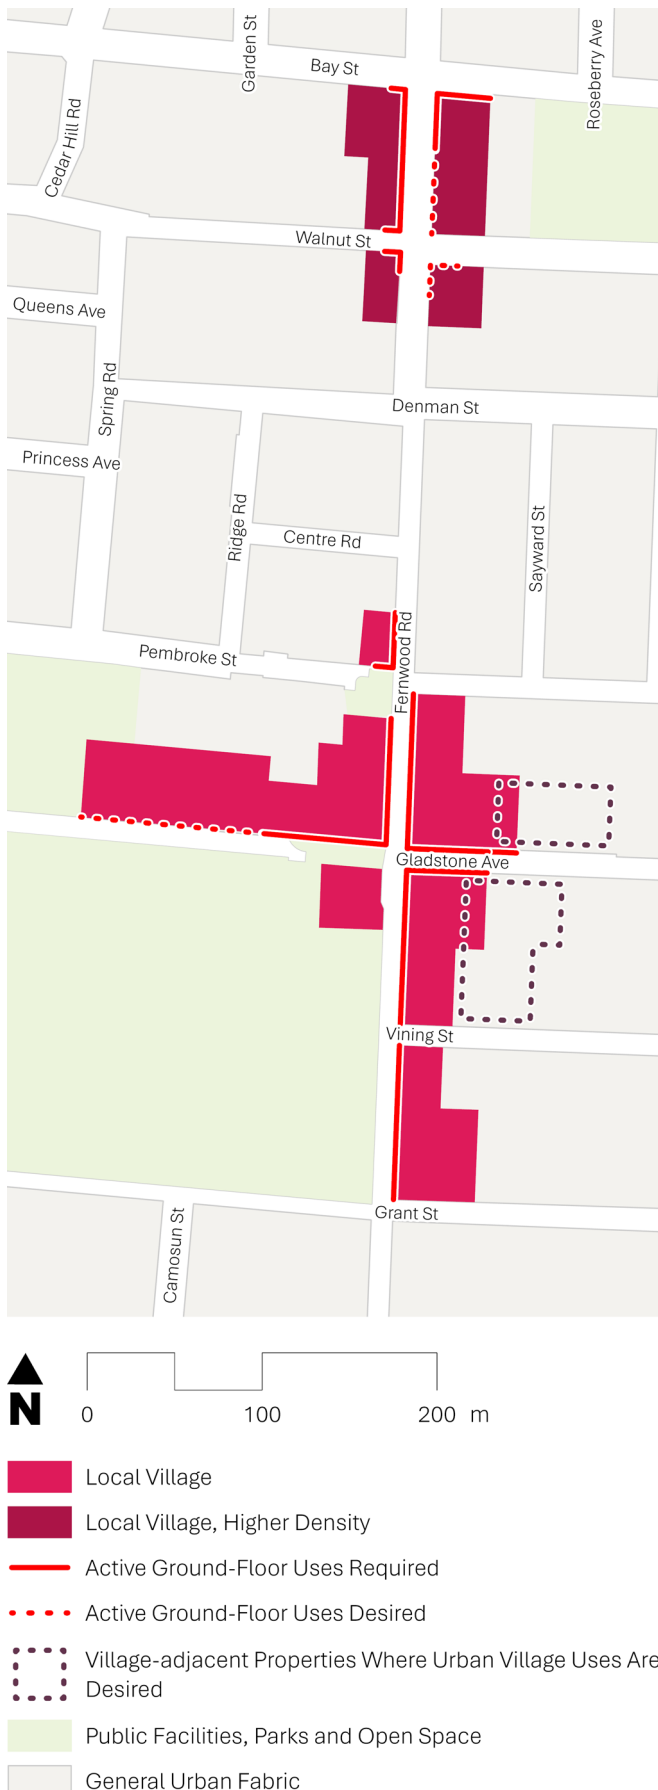 Garden St
Roseberry Ave
Bay St
Cedar Hill Rd
Walnut St
Queens Ave
Spring Rd
Denman St
Princess Ave
Ridge Rd
Centre Rd
Sayward St
Fernwood Rd
Pembroke St
Gladstone Ave
Vining St
Grant St
Camosun St
N
0 100 200 m
Local Village
Local Village, Higher Density
Active Ground-Floor Uses Required
Active Ground-Floor Uses Desired
Village-adjacent Properties Where Urban Village Uses Are
Desired
Public Facilities, Parks and Open Space
General Urban Fabric